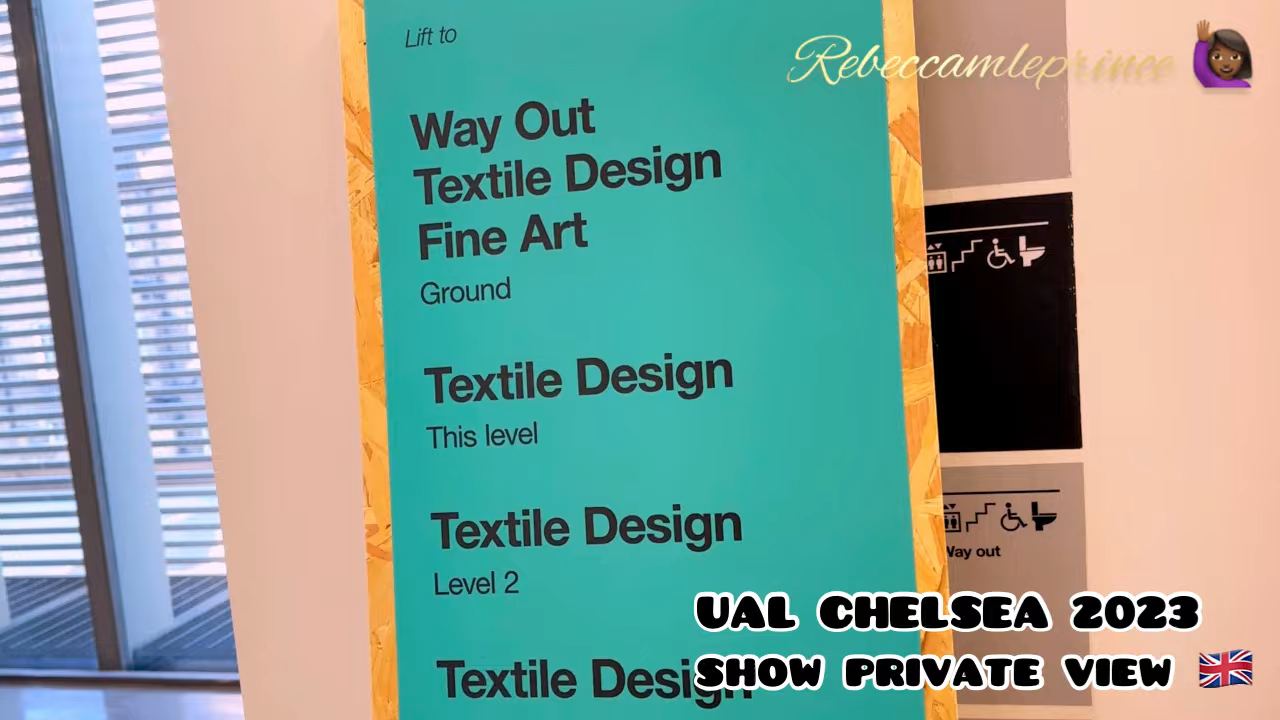 Lift to
Rebeccamleprince
Way Out
Textile Design
Fine Art
Ground
Textile Design
This level
Textile Design
Level 2
Way out
UAL CHELSEA 2023
Textile Design
SHOW PRIVATE VIEW